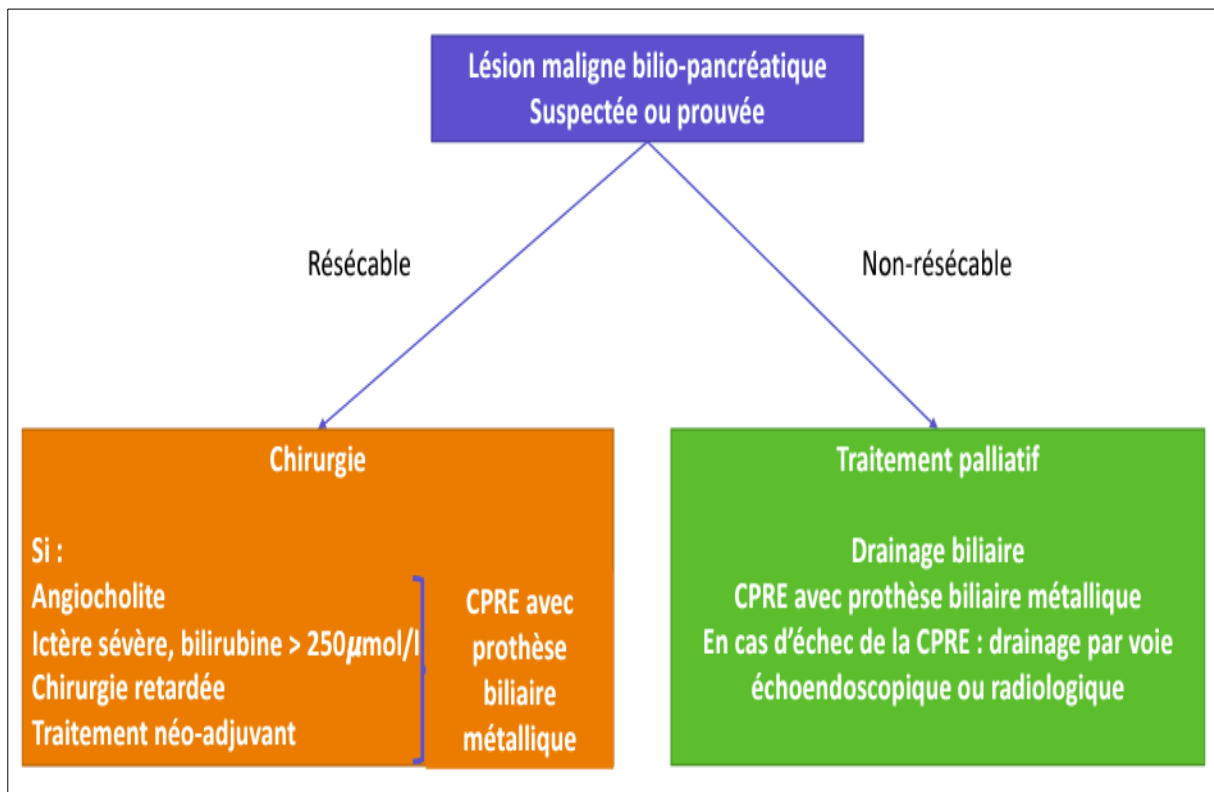 Lésion maligne bilio-pancréatique
Suspectée ou prouvée
Résécable
Non-résécable
Chirurgie
Si :
Angiocholite
Ictère sévère, bilirubine > 250µmol/l
Chirurgie retardée
Traitement néo-adjuvant
CPRE avec
prothèse
biliaire
métallique
Traitement palliatif
Drainage biliaire
CPRE avec prothèse biliaire métallique
En cas d’échec de la CPRE : drainage par voie
échoendoscopique ou radiologique